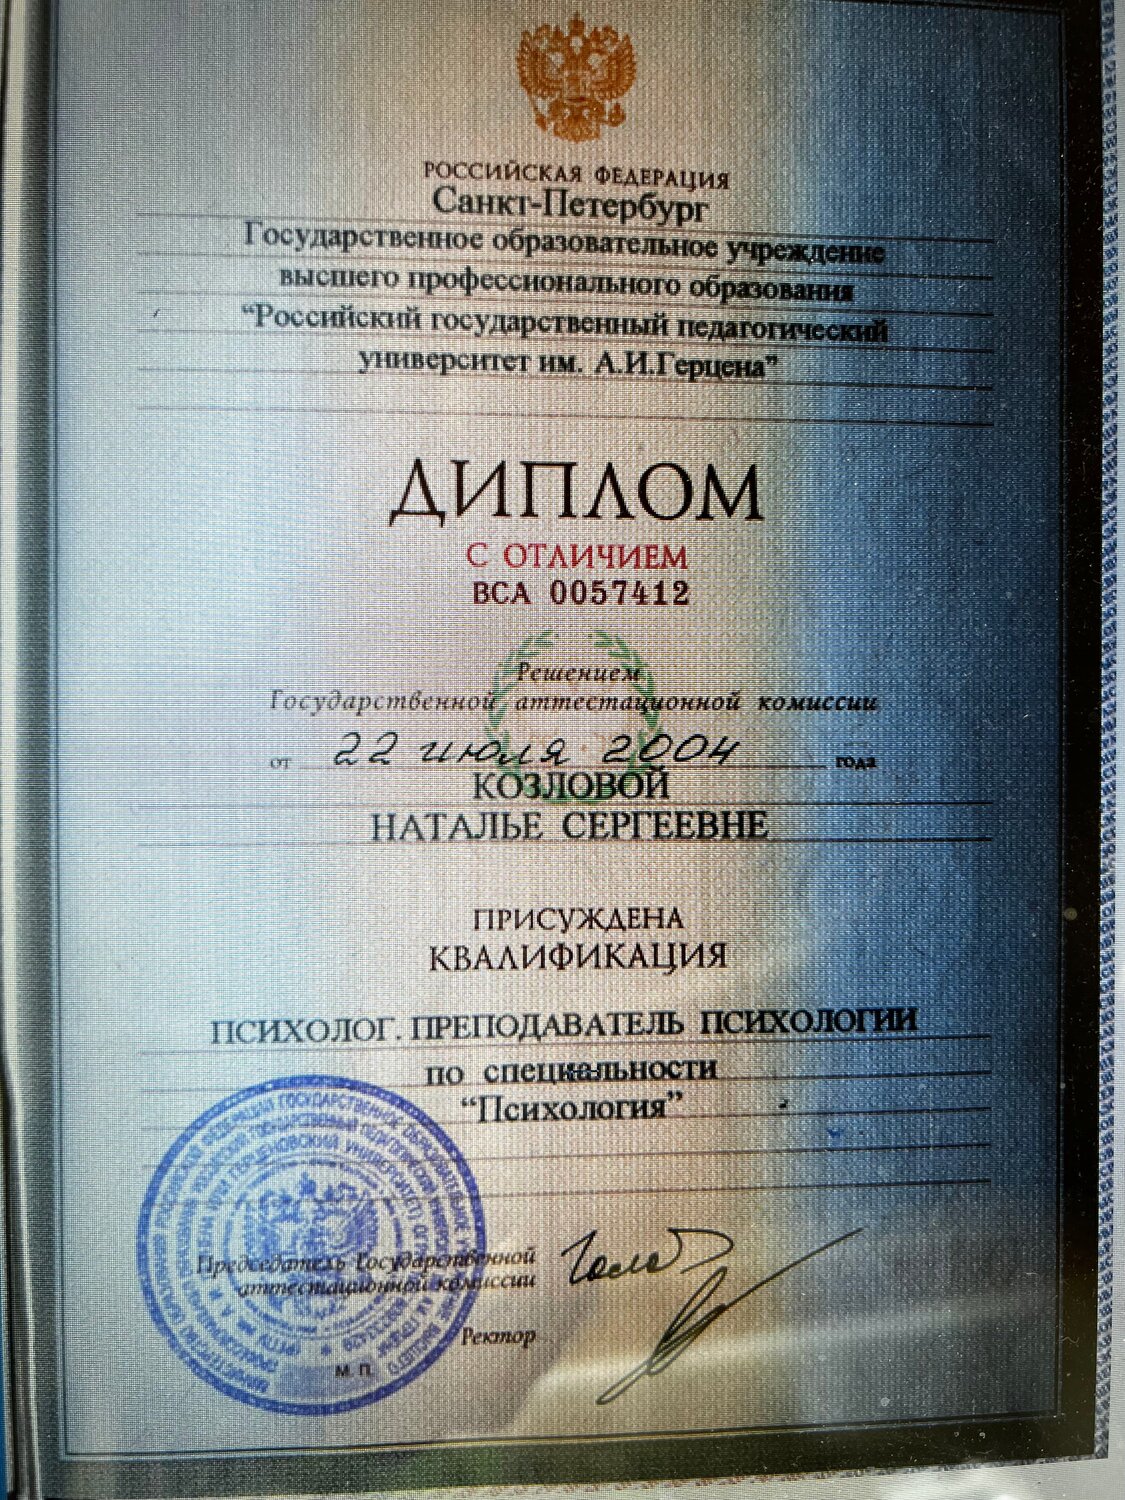 РОССИЙСКАЯ ФЕДЕРАЦИЯ
Санкт-Петербург
Государственное образовательное учреждение
высшего профессионального образования
“Российский государственный педагогический
университет им. А.И.Герцена”
ДИПЛОМ
С ОТЛИЧИЕМ
ВСА 0057412
Решением
Государственной аттестационной комиссии
от 22 июля 2004 года
КОЗЛОВОЙ
НАТАЛЬЕ СЕРГЕЕВНЕ
ПРИСУЖДЕНА
КВАЛИФИКАЦИЯ
ПСИХОЛОГ. ПРЕПОДАВАТЕЛЬ ПСИХОЛОГИИ
по специальности
“Психология”
Председатель Государственной
аттестационной комиссии
Ректор
М. П.